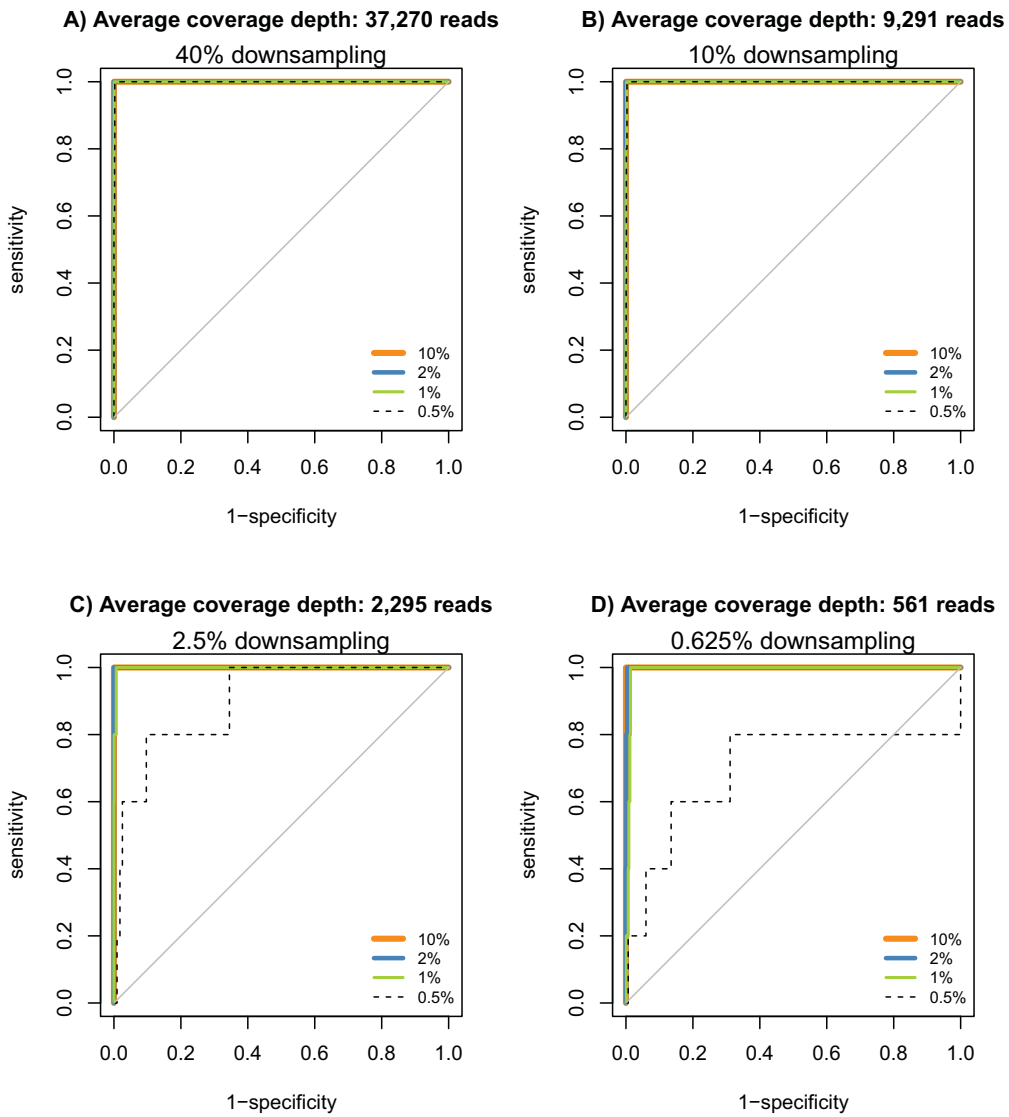 A) Average coverage depth: 37,270 reads
40% downsampling
sensitivity
1.0
0.8
0.6
0.4
0.2
0.0
10%
2%
1%
0.5%
0.0 0.2 0.4 0.6 0.8 1.0
1−specificity
B) Average coverage depth: 9,291 reads
10% downsampling
sensitivity
1.0
0.8
0.6
0.4
0.2
0.0
10%
2%
1%
0.5%
0.0 0.2 0.4 0.6 0.8 1.0
1−specificity
C) Average coverage depth: 2,295 reads
2.5% downsampling
sensitivity
1.0
0.8
0.6
0.4
0.2
0.0
10%
2%
1%
0.5%
0.0 0.2 0.4 0.6 0.8 1.0
1−specificity
D) Average coverage depth: 561 reads
0.625% downsampling
sensitivity
1.0
0.8
0.6
0.4
0.2
0.0
10%
2%
1%
0.5%
0.0 0.2 0.4 0.6 0.8 1.0
1−specificity